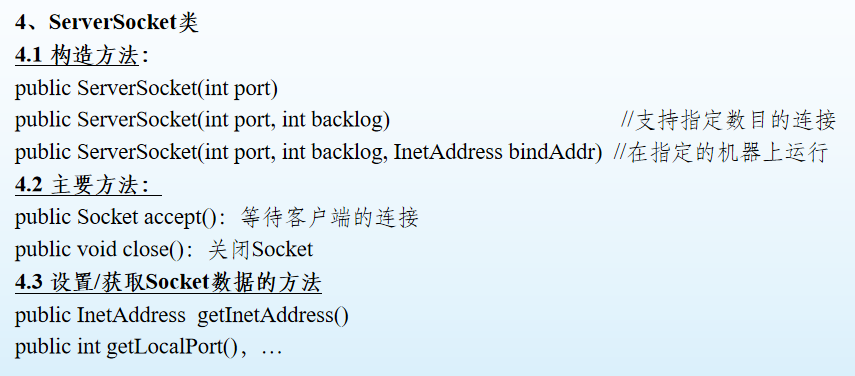 4、ServerSocket类
4.1 构造方法：
public ServerSocket(int port)
public ServerSocket(int port, int backlog) //支持指定数目的连接
public ServerSocket(int port, int backlog, InetAddress bindAddr) //在指定的机器上运行
4.2 主要方法：
public Socket accept()：等待客户端的连接
public void close()：关闭Socket
4.3 设置/获取Socket数据的方法
public InetAddress getInetAddress()
public int getLocalPort()，…